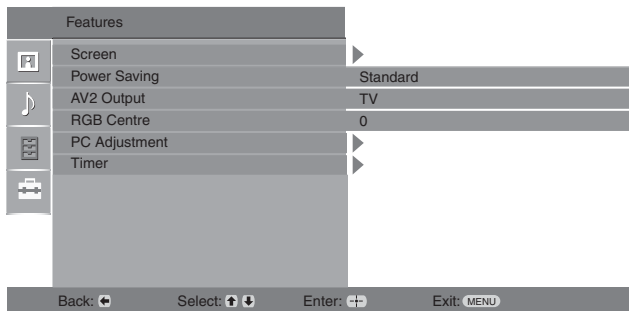 Features
Screen
Power Saving Standard
AV2 Output TV
RGB Centre 0
PC Adjustment
Timer
Back: Select: Enter: Exit: MENU